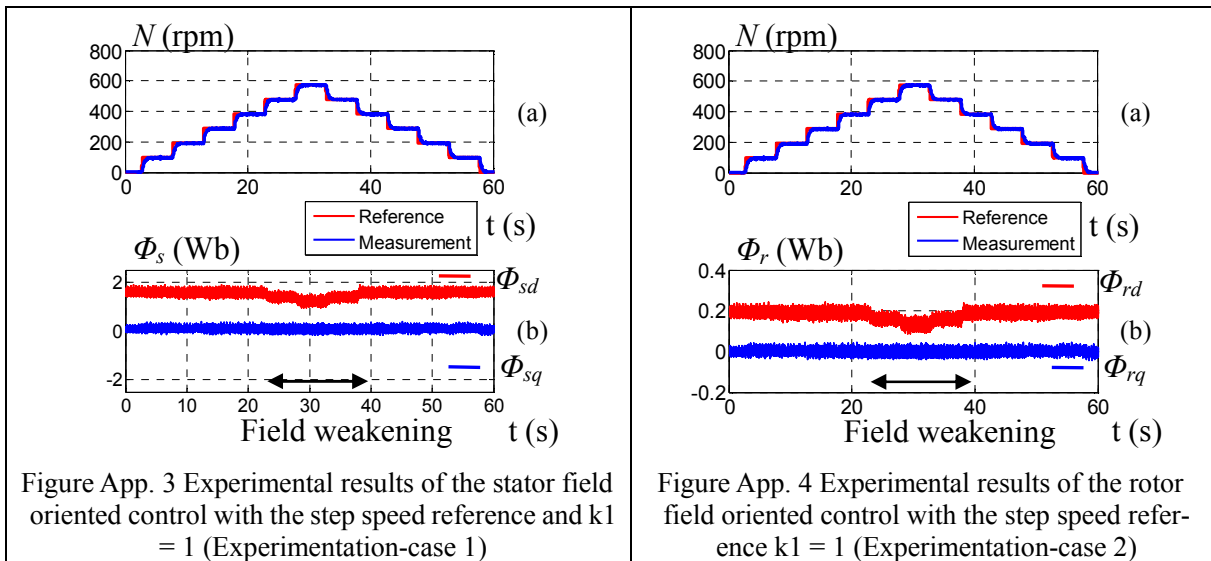 N (rpm)
800
600
400
200
0
0 20 40 60
(a)
Reference
Measurement
t (s)
Φs (Wb)
2
0
-2
Φsd
(b)
Φsq
0 10 20 30 40 50 60
Field weakening t (s)
Figure App. 3 Experimental results of the stator field
oriented control with the step speed reference and k1
= 1 (Experimentation-case 1)
N (rpm)
800
600
400
200
0
0 20 40 60
(a)
Reference
Measurement
t (s)
Φr (Wb)
0.4
0.2
0
-0.2
Φrd
(b)
Φrq
0 20 40 60
Field weakening t (s)
Figure App. 4 Experimental results of the rotor
field oriented control with the step speed refer-
ence k1 = 1 (Experimentation-case 2)